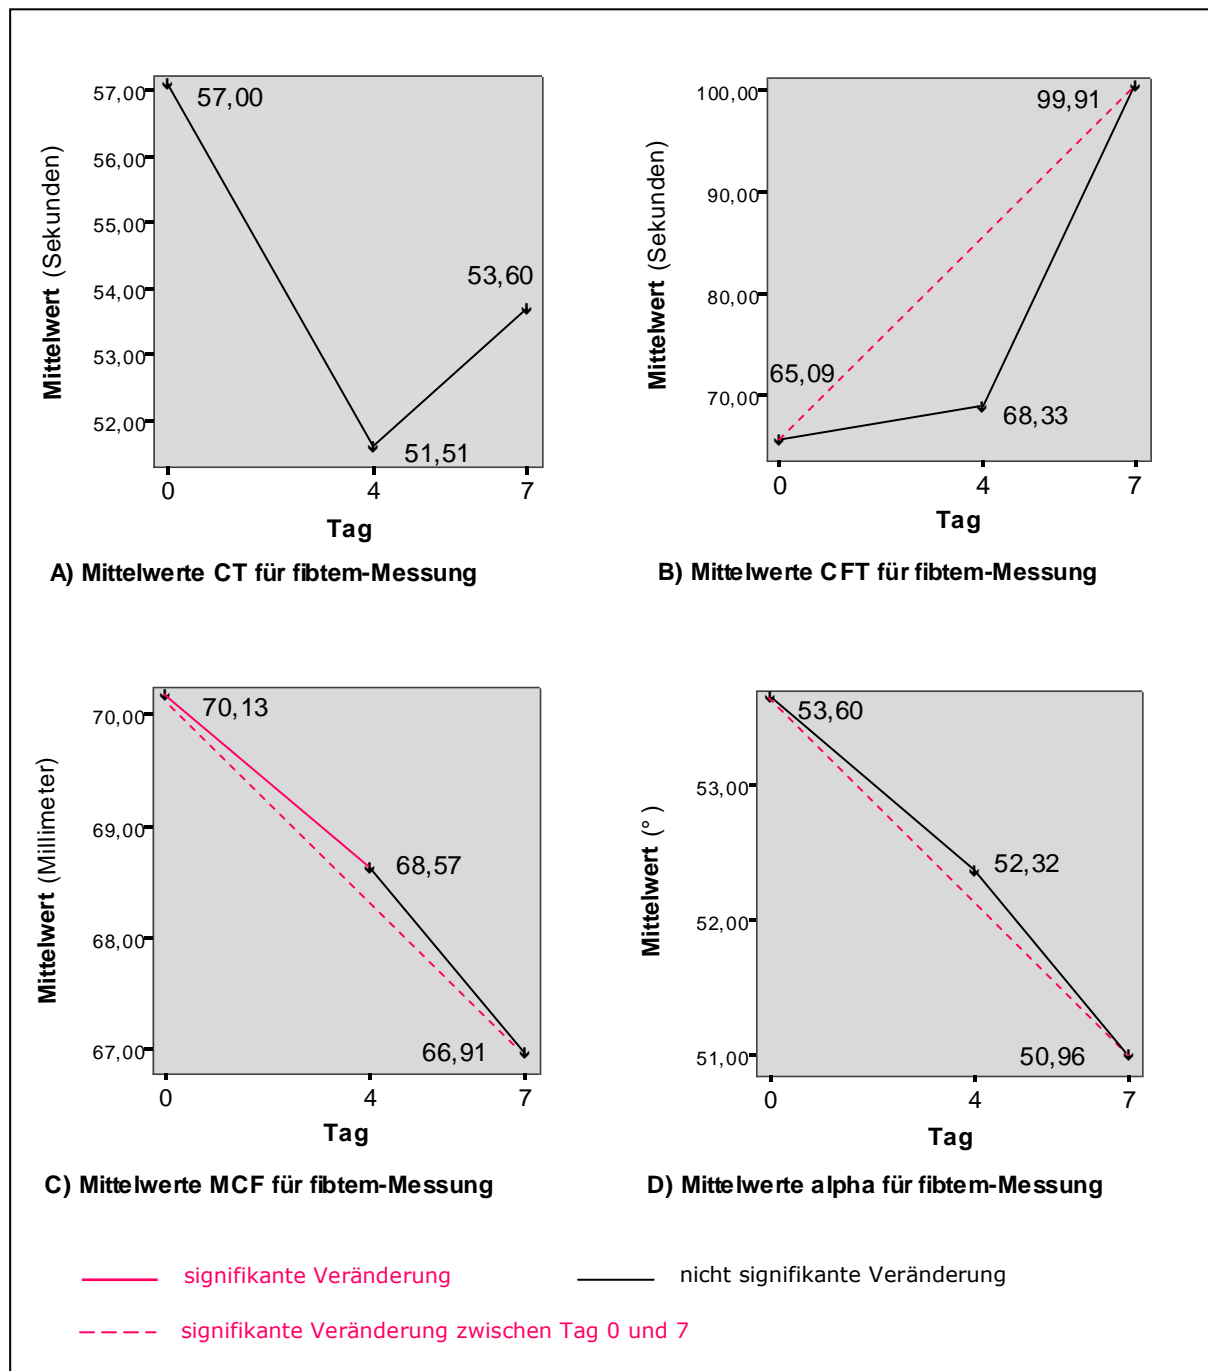 57,00
56,00
55,00
54,00
53,00
52,00
Mittelwert (Sekunden)
57,00
51,51
53,60
0 4 7
Tag
A) Mittelwerte CT für fibtem-Messung
100,00
90,00
80,00
70,00
Mittelwert (Sekunden)
99,91
65,09
68,33
0 4 7
Tag
B) Mittelwerte CFT für fibtem-Messung
70,00
69,00
68,00
67,00
Mittelwert (Millimeter)
70,13
68,57
66,91
0 4 7
Tag
C) Mittelwerte MCF für fibtem-Messung
53,00
52,00
51,00
Mittelwert (°)
53,60
52,32
50,96
0 4 7
Tag
D) Mittelwerte alpha für fibtem-Messung
signifikante Veränderung
nicht signifikante Veränderung
signifikante Veränderung zwischen Tag 0 und 7